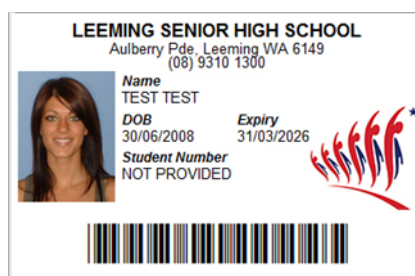 LEEMING SENIOR HIGH SCHOOL
Aulberry Pde, Leeming WA 6149
(08) 9310 1300
Name
TEST TEST
DOB Expiry
30/06/2008 31/03/2026
Student Number
NOT PROVIDED